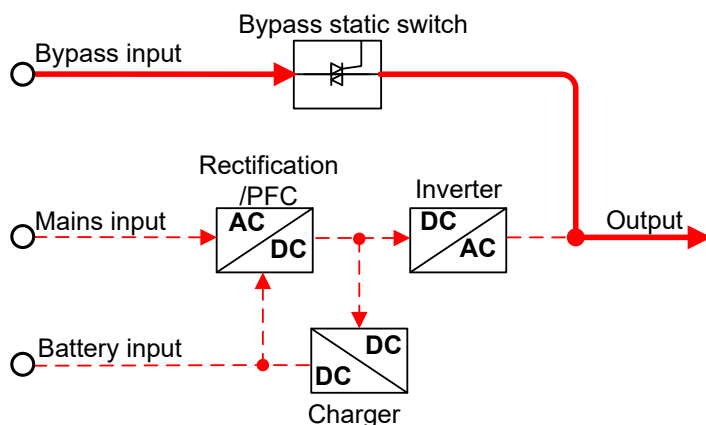 Bypass static switch
Bypass input
Rectification
/PFC
Inverter
Mains input
AC
DC
DC
AC
Output
Battery input
DC
DC
Charger